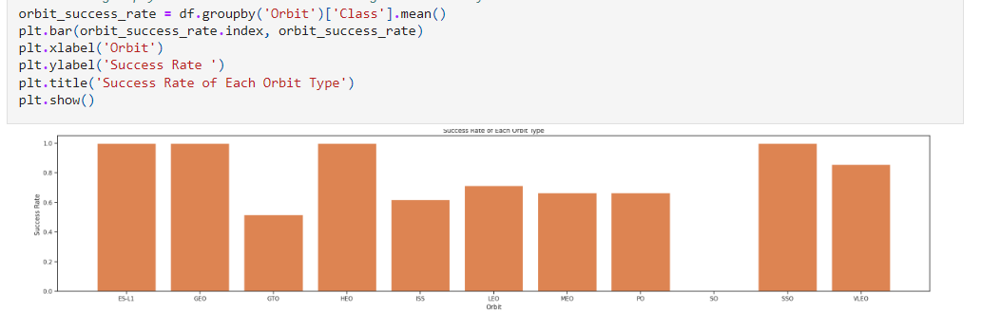 orbit_success_rate = df.groupby('Orbit')['Class'].mean()
plt.bar(orbit_success_rate.index, orbit_success_rate)
plt.xlabel('Orbit')
plt.ylabel('Success Rate ')
plt.title('Success Rate of Each Orbit Type')
plt.show()
Success Rate of Each Orbit Type
1.0
0.8
0.6
0.4
0.2
0.0
Success Rate
ES-L1 GEO GTO HEO ISS LEO MEO PO SO SSO VLEO
Orbit